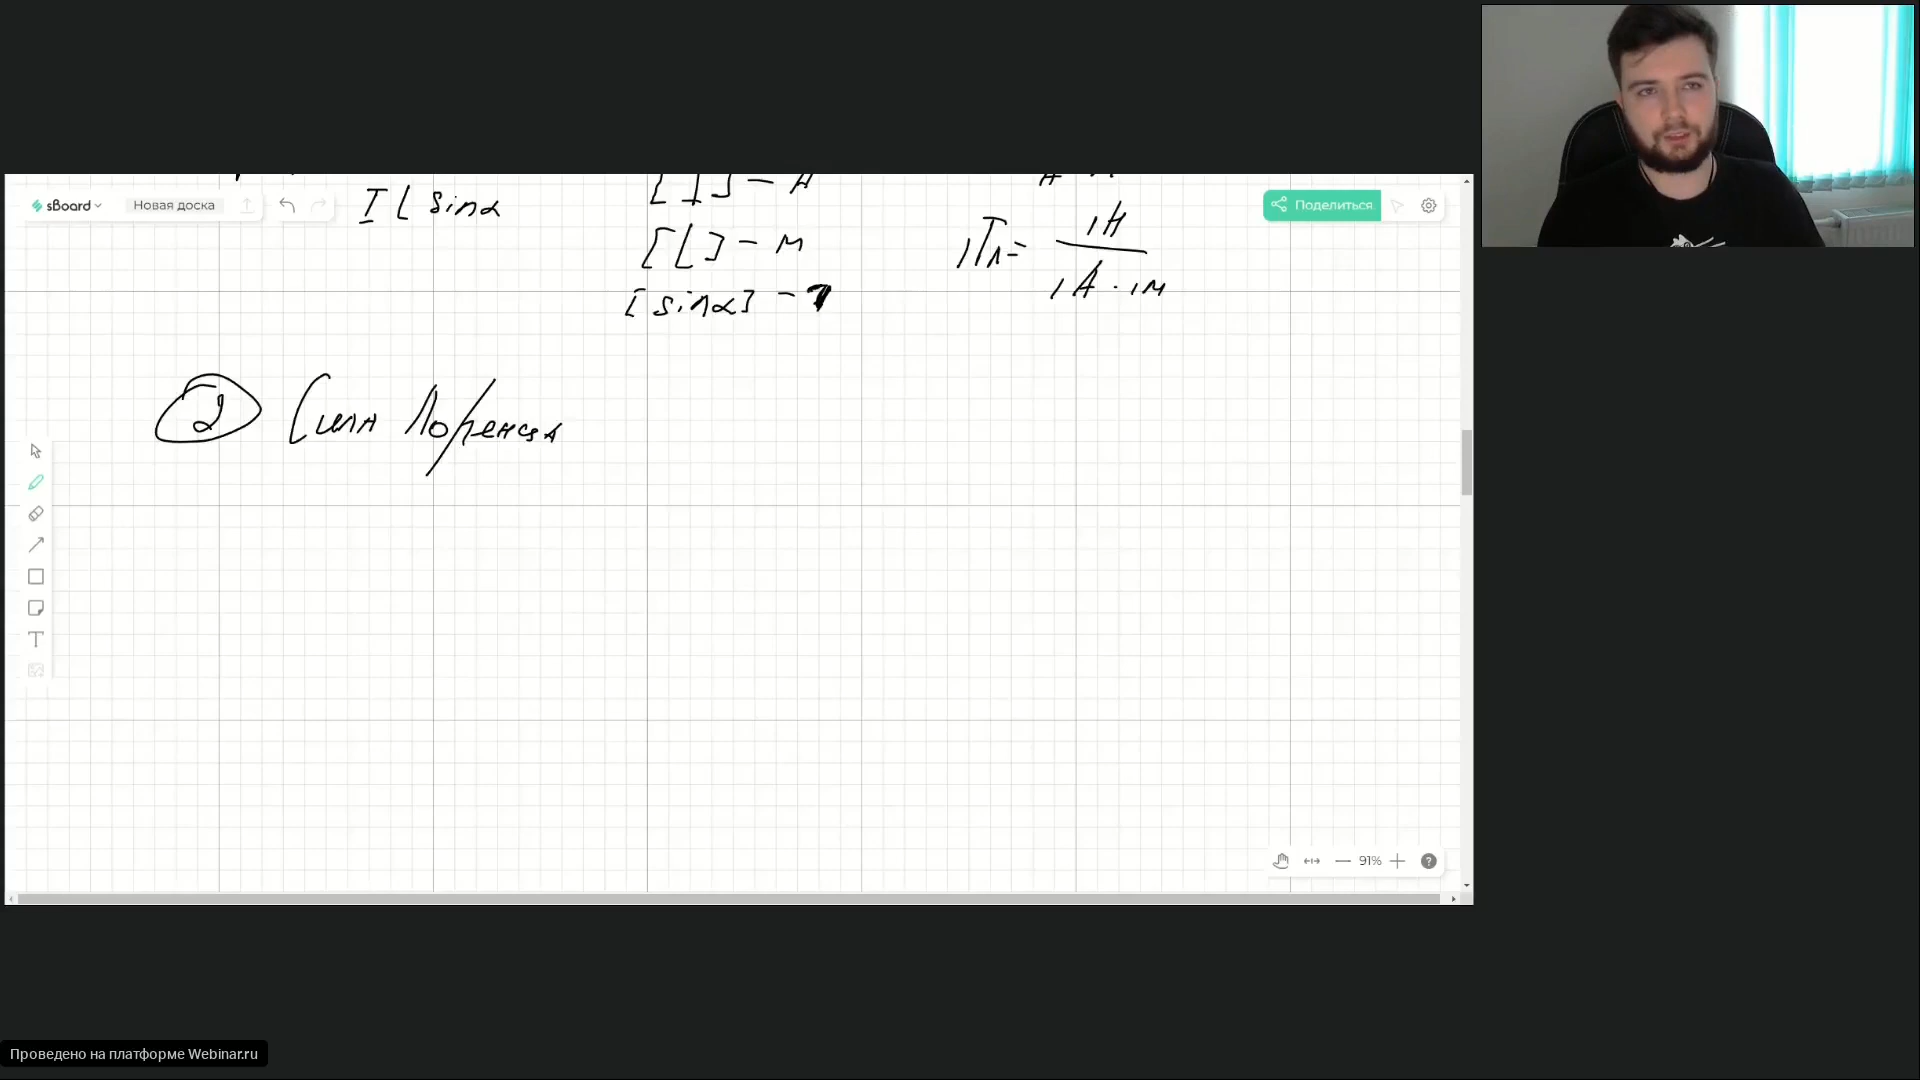 sBoard
Новая доска
Поделиться
I L sinα
[I] - А
[L] - м
[sinα] - 1
1Тл = 1Н / 1А · 1м
2 Сила Лоренца
91%
Проведено на платформе Webinar.ru